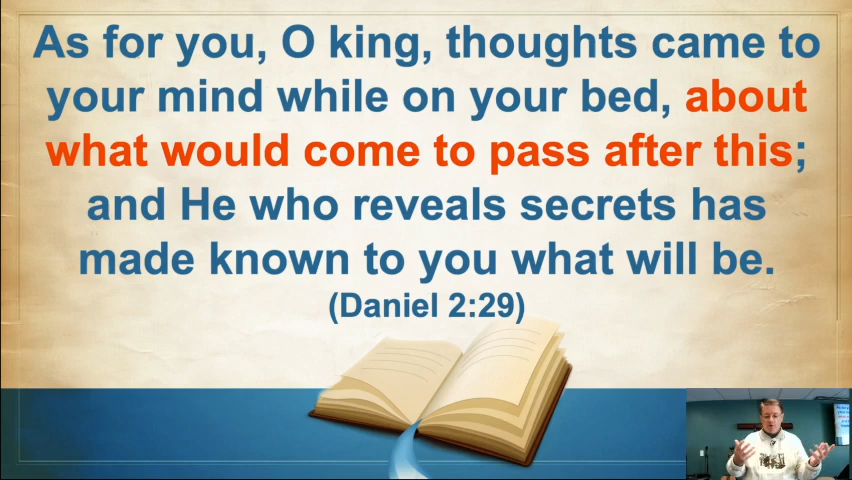 As for you, O king, thoughts came to
your mind while on your bed, about
what would come to pass after this;
and He who reveals secrets has
made known to you what will be.
(Daniel 2:29)